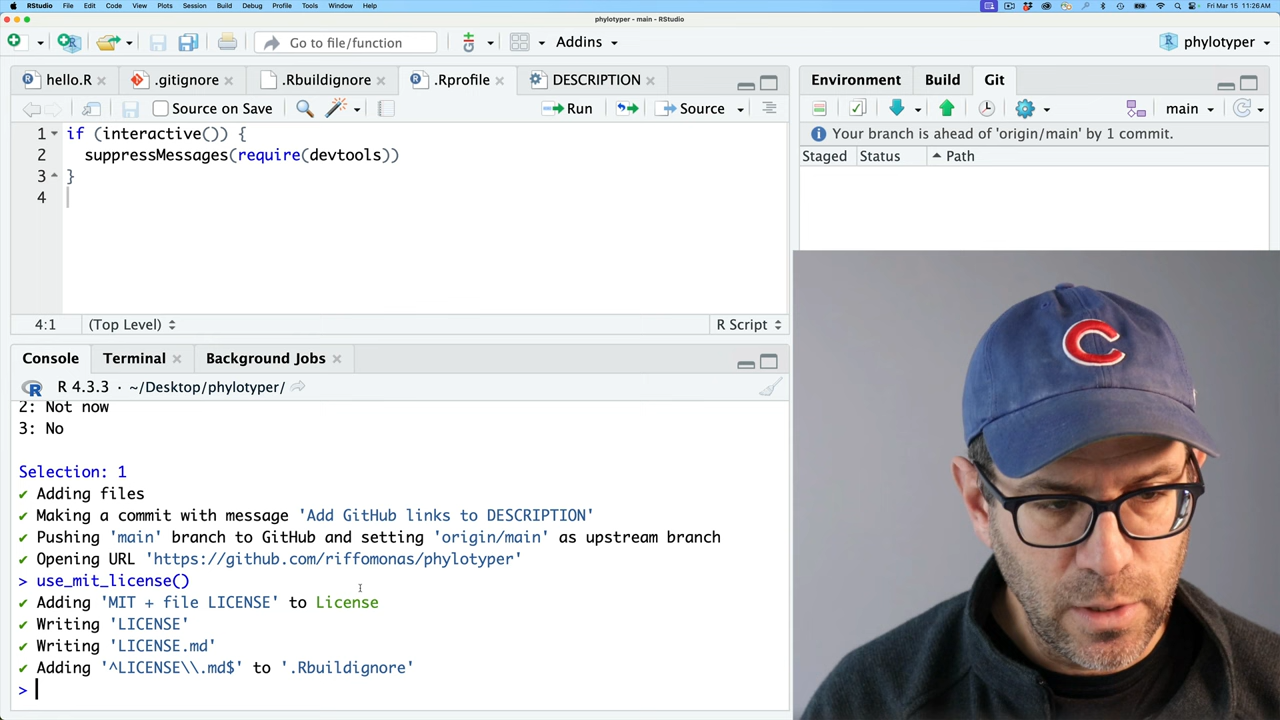 RStudio File Edit Code View Plots Session Build Debug Profile Tools Window Help Fri Mar 15 11:26 AM
phylotyper - main - RStudio
Go to file/function Addins phylotyper
hello.R .gitignore .Rbuildignore .Rprofile DESCRIPTION
Source on Save Run Source
1 if (interactive()) {
2 suppressMessages(require(devtools))
3 }
4
4:1 (Top Level) R Script
Environment Build Git
main
Your branch is ahead of 'origin/main' by 1 commit.
Staged Status Path
Console Terminal Background Jobs
R 4.3.3 · ~/Desktop/phylotyper/
2: Not now
3: No
Selection: 1
✔ Adding files
✔ Making a commit with message 'Add GitHub links to DESCRIPTION'
✔ Pushing 'main' branch to GitHub and setting 'origin/main' as upstream branch
✔ Opening URL 'https://github.com/riffomonas/phylotyper'
> use_mit_license()
✔ Adding 'MIT + file LICENSE' to License
✔ Writing 'LICENSE'
✔ Writing 'LICENSE.md'
✔ Adding '^LICENSE\\.md$' to '.Rbuildignore'
>
C